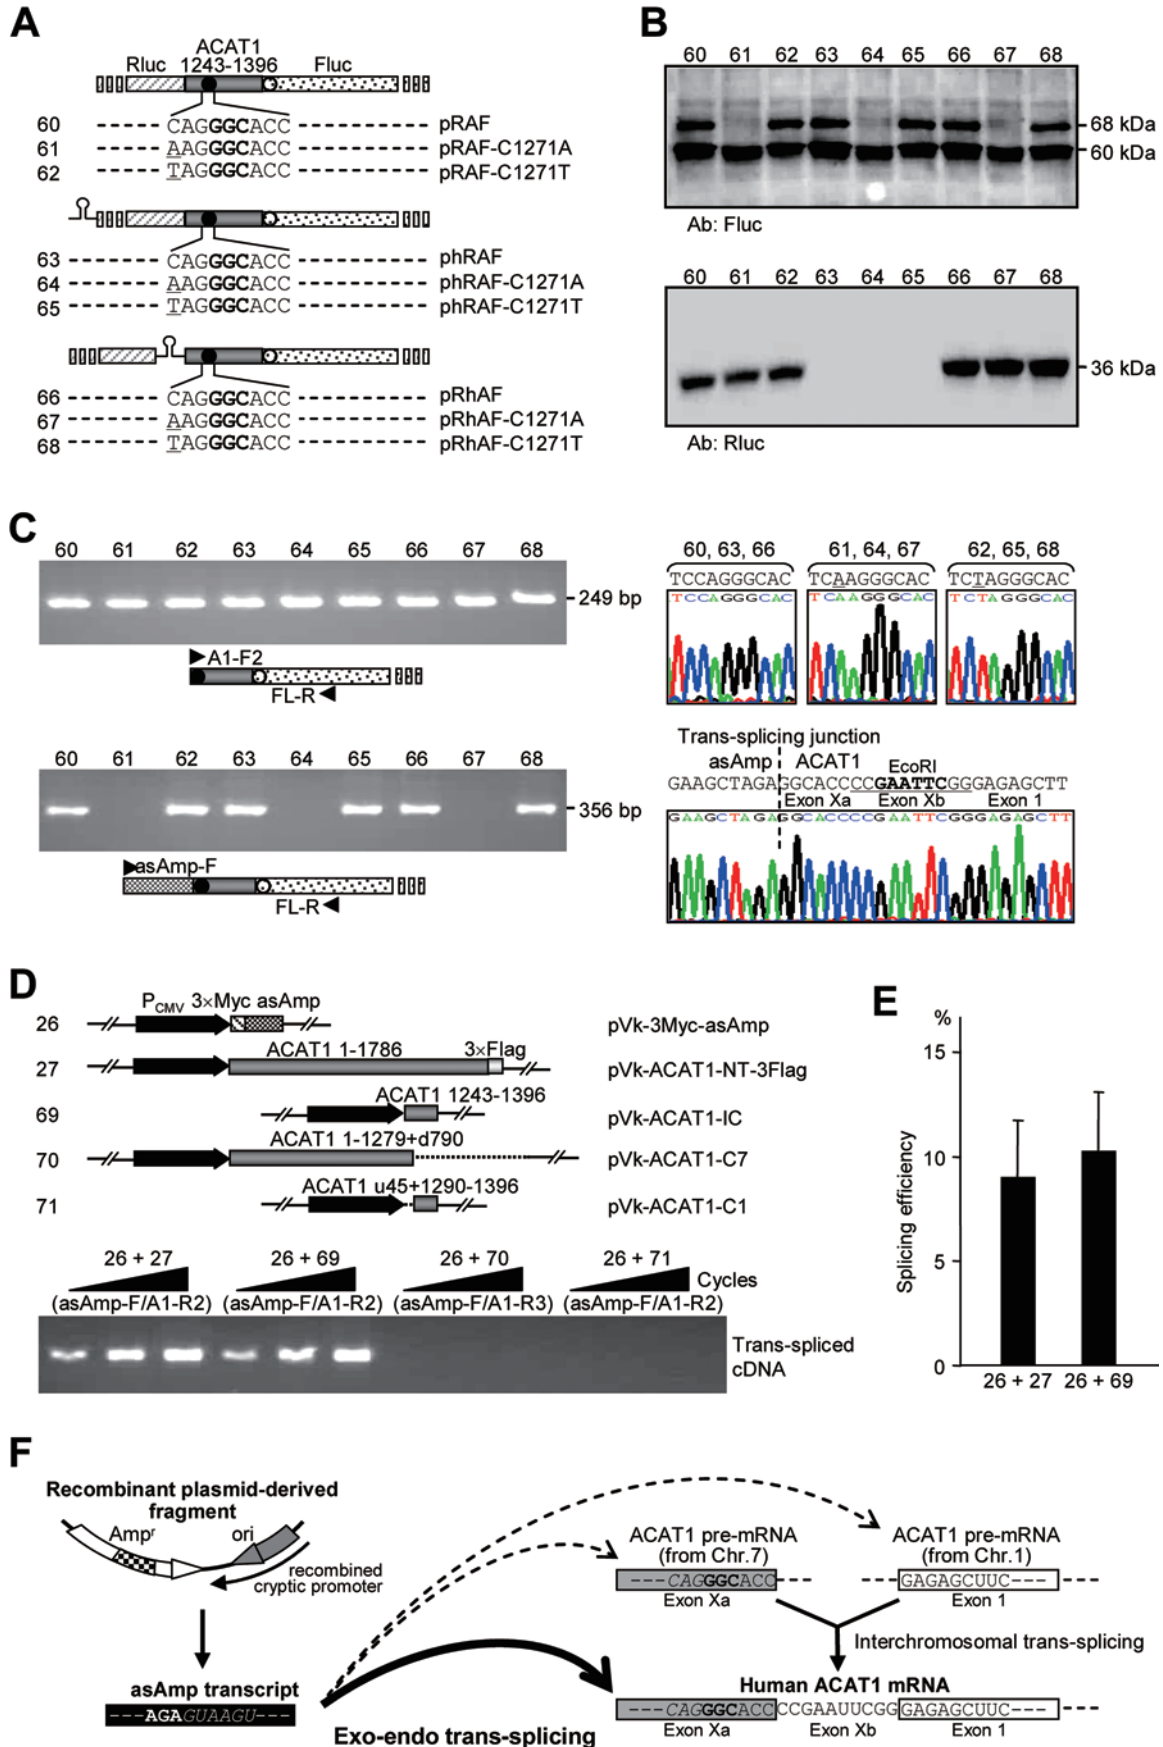 A
ACAT1
Rluc 1243-1396 Fluc
60 CAGGGCACC pRAF
61 AAGGGCACC pRAF-C1271A
62 TAGGGCACC pRAF-C1271T
63 CAGGGCACC phRAF
64 AAGGGCACC phRAF-C1271A
65 TAGGGCACC phRAF-C1271T
66 CAGGGCACC pRhAF
67 AAGGGCACC pRhAF-C1271A
68 TAGGGCACC pRhAF-C1271T
B
60 61 62 63 64 65 66 67 68
68 kDa
60 kDa
Ab: Fluc
60 61 62 63 64 65 66 67 68
36 kDa
Ab: Rluc
C
60 61 62 63 64 65 66 67 68
249 bp
A1-F2
FL-R
60 61 62 63 64 65 66 67 68
356 bp
asAmp-F
FL-R
60, 63, 66 61, 64, 67 62, 65, 68
TCCAGGGCAC TCAAGGGCAC TCTAGGGCAC
TCCAGGGCAC TCAAGGGCAC TCTAGGGCAC
Trans-splicing junction
asAmp ACAT1 EcoRI
GAAGCTAGAGGCACCCCGAATTCGGGAGAGCTT
Exon Xa Exon Xb Exon 1
GAAGCTAGAGGCACCCCGAATTCGGGAGAGCTT
D
PCMV 3×Myc asAmp
26 pVk-3Myc-asAmp
ACAT1 1-1786 3×Flag
27 pVk-ACAT1-NT-3Flag
ACAT1 1243-1396
69 pVk-ACAT1-IC
ACAT1 1-1279+d790
70 pVk-ACAT1-C7
ACAT1 u45+1290-1396
71 pVk-ACAT1-C1
26 + 27 26 + 69 26 + 70 26 + 71
Cycles
(asAmp-F/A1-R2) (asAmp-F/A1-R2) (asAmp-F/A1-R3) (asAmp-F/A1-R2)
Trans-spliced
cDNA
E
%
15
10
5
0
Splicing efficiency
26 + 27 26 + 69
F
Recombinant plasmid-derived
fragment
Ampr ori
recombined
cryptic promoter
asAmp transcript
---AGAGUAAGU---
Exo-endo trans-splicing
ACAT1 pre-mRNA
(from Chr.7)
---CAGGGCACC---
Exon Xa
ACAT1 pre-mRNA
(from Chr.1)
---GAGAGCUUC---
Exon 1
Interchromosomal trans-splicing
Human ACAT1 mRNA
---CAGGGCACCCCGAAUUCGGGAGAGCUUC---
Exon Xa Exon Xb Exon 1